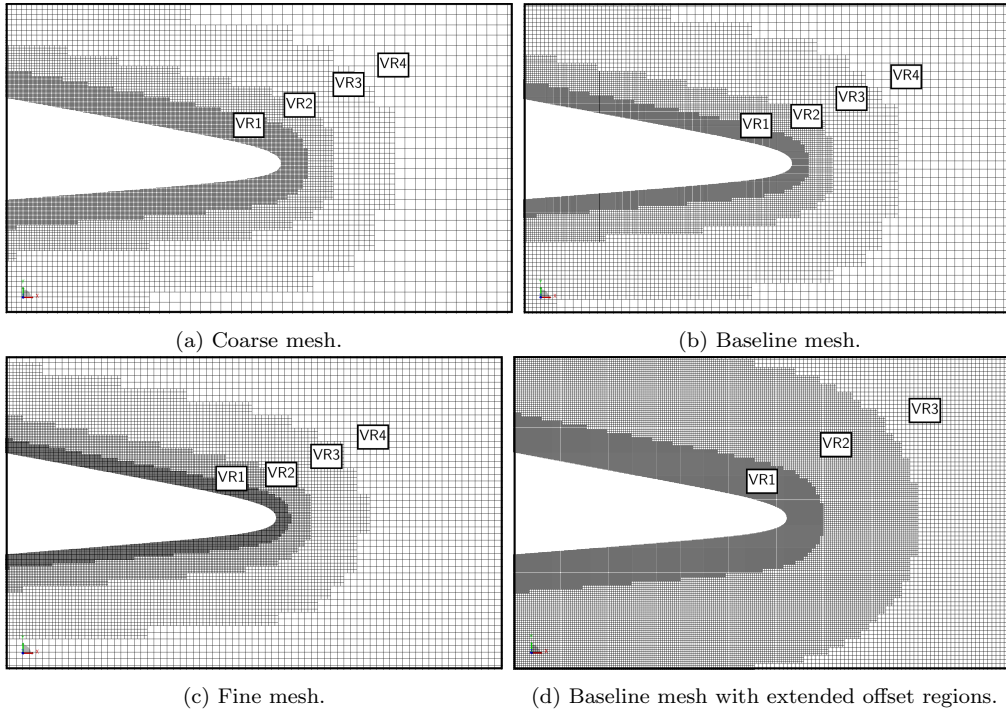 VR4
VR3
VR2
VR1
(a) Coarse mesh.
VR4
VR3
VR2
VR1
(b) Baseline mesh.
VR4
VR3
VR2
VR1
(c) Fine mesh.
VR3
VR2
VR1
(d) Baseline mesh with extended offset regions.